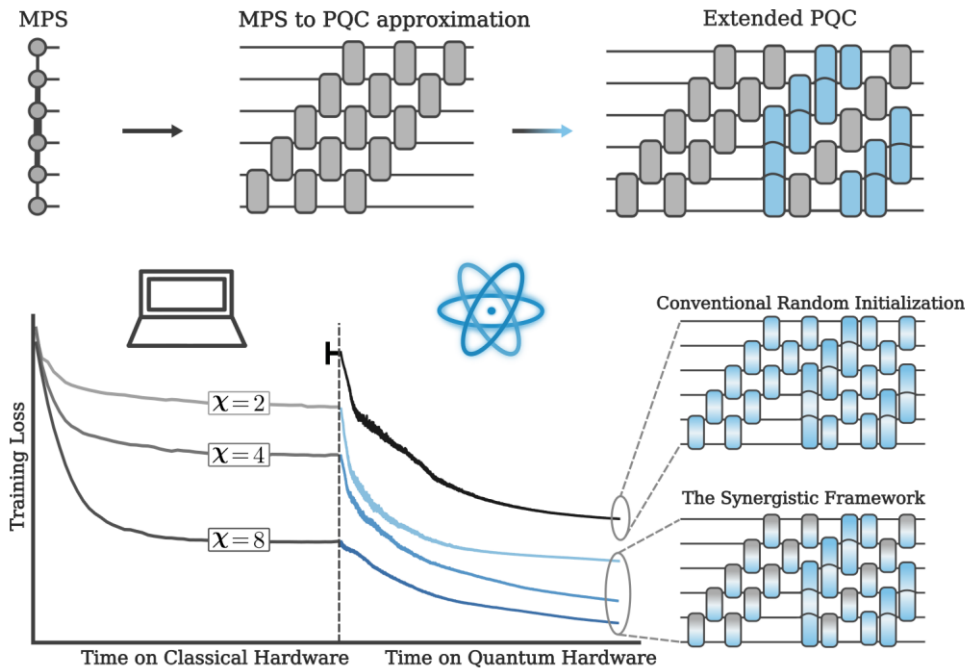 MPS
MPS to PQC approximation
Extended PQC
Conventional Random Initialization
χ=2
χ=4
χ=8
Training Loss
The Synergistic Framework
Time on Classical Hardware
Time on Quantum Hardware